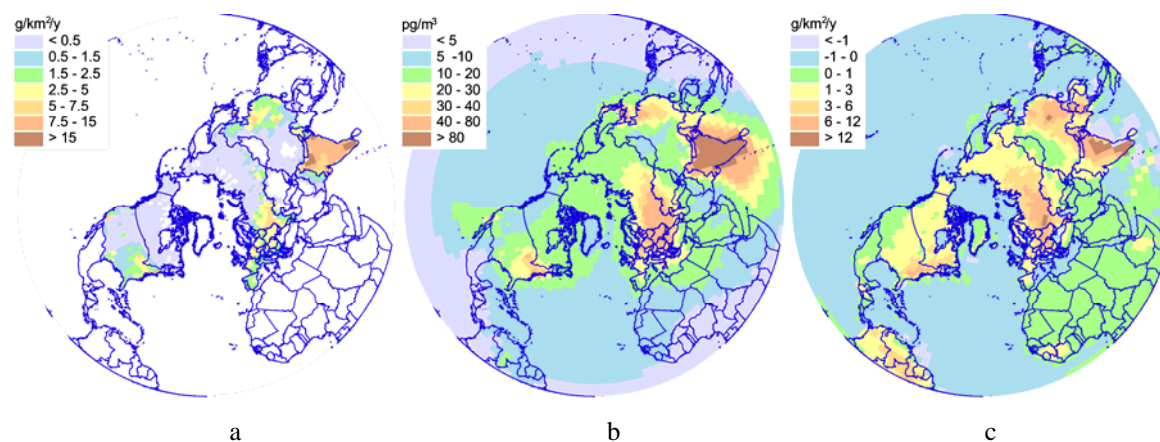 g/km²/y
< 0.5
0.5 - 1.5
1.5 - 2.5
2.5 - 5
5 - 7.5
7.5 - 15
> 15
pg/m³
< 5
5 -10
10 - 20
20 - 30
30 - 40
40 - 80
> 80
g/km²/y
< -1
-1 - 0
0 - 1
1 - 3
3 - 6
6 - 12
> 12
a
b
c